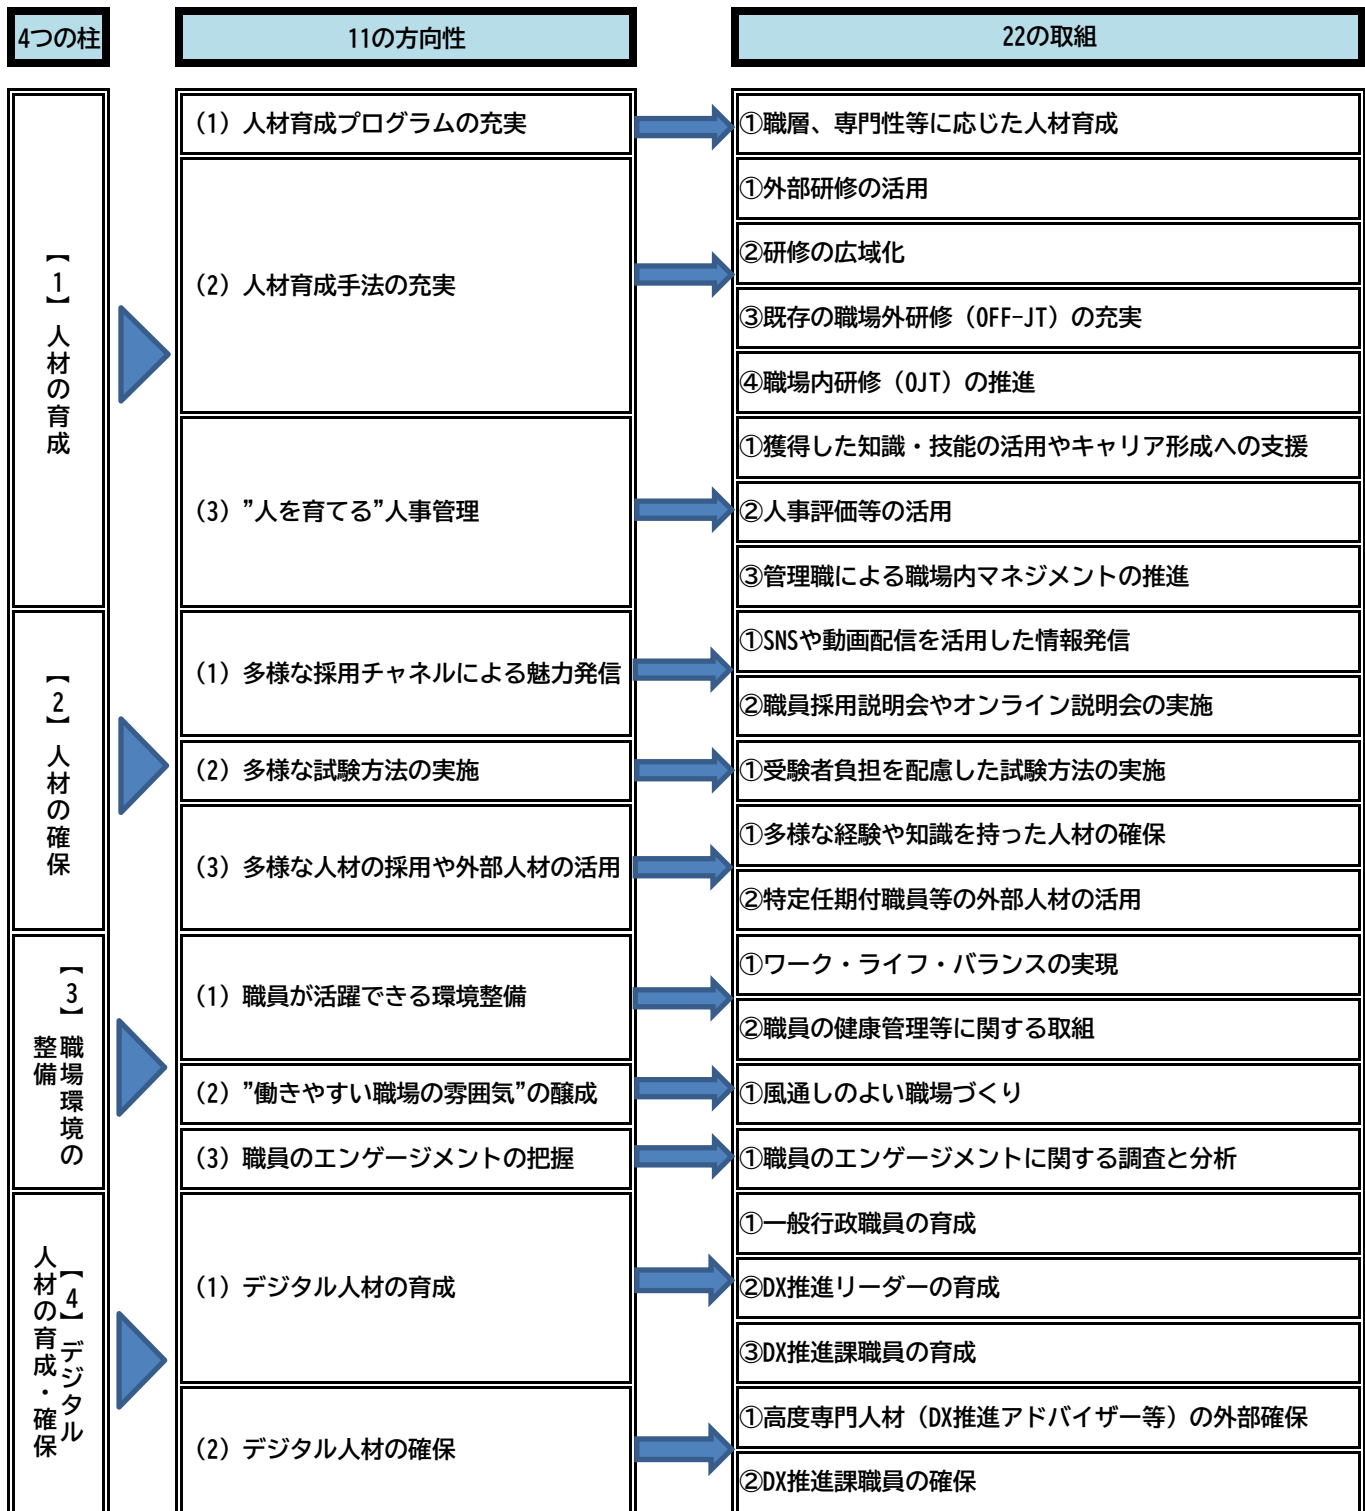 4つの柱
11の方向性
22の取組
【1】人材の育成
(1) 人材育成プログラムの充実
①職層、専門性等に応じた人材育成
(2) 人材育成手法の充実
①外部研修の活用
②研修の広域化
③既存の職場外研修(OFF-JT)の充実
④職場内研修(OJT)の推進
(3) ”人を育てる”人事管理
①獲得した知識・技能の活用やキャリア形成への支援
②人事評価等の活用
③管理職による職場内マネジメントの推進
【2】人材の確保
(1) 多様な採用チャネルによる魅力発信
①SNSや動画配信を活用した情報発信
②職員採用説明会やオンライン説明会の実施
(2) 多様な試験方法の実施
①受験者負担を配慮した試験方法の実施
(3) 多様な人材の採用や外部人材の活用
①多様な経験や知識を持った人材の確保
②特定任期付職員等の外部人材の活用
【3】職場環境の
整備
(1) 職員が活躍できる環境整備
①ワーク・ライフ・バランスの実現
②職員の健康管理等に関する取組
(2) ”働きやすい職場の雰囲気”の醸成
①風通しのよい職場づくり
(3) 職員のエンゲージメントの把握
①職員のエンゲージメントに関する調査と分析
【4】デジタル
人材の育成・確保
(1) デジタル人材の育成
①一般行政職員の育成
②DX推進リーダーの育成
③DX推進課職員の育成
(2) デジタル人材の確保
①高度専門人材(DX推進アドバイザー等)の外部確保
②DX推進課職員の確保